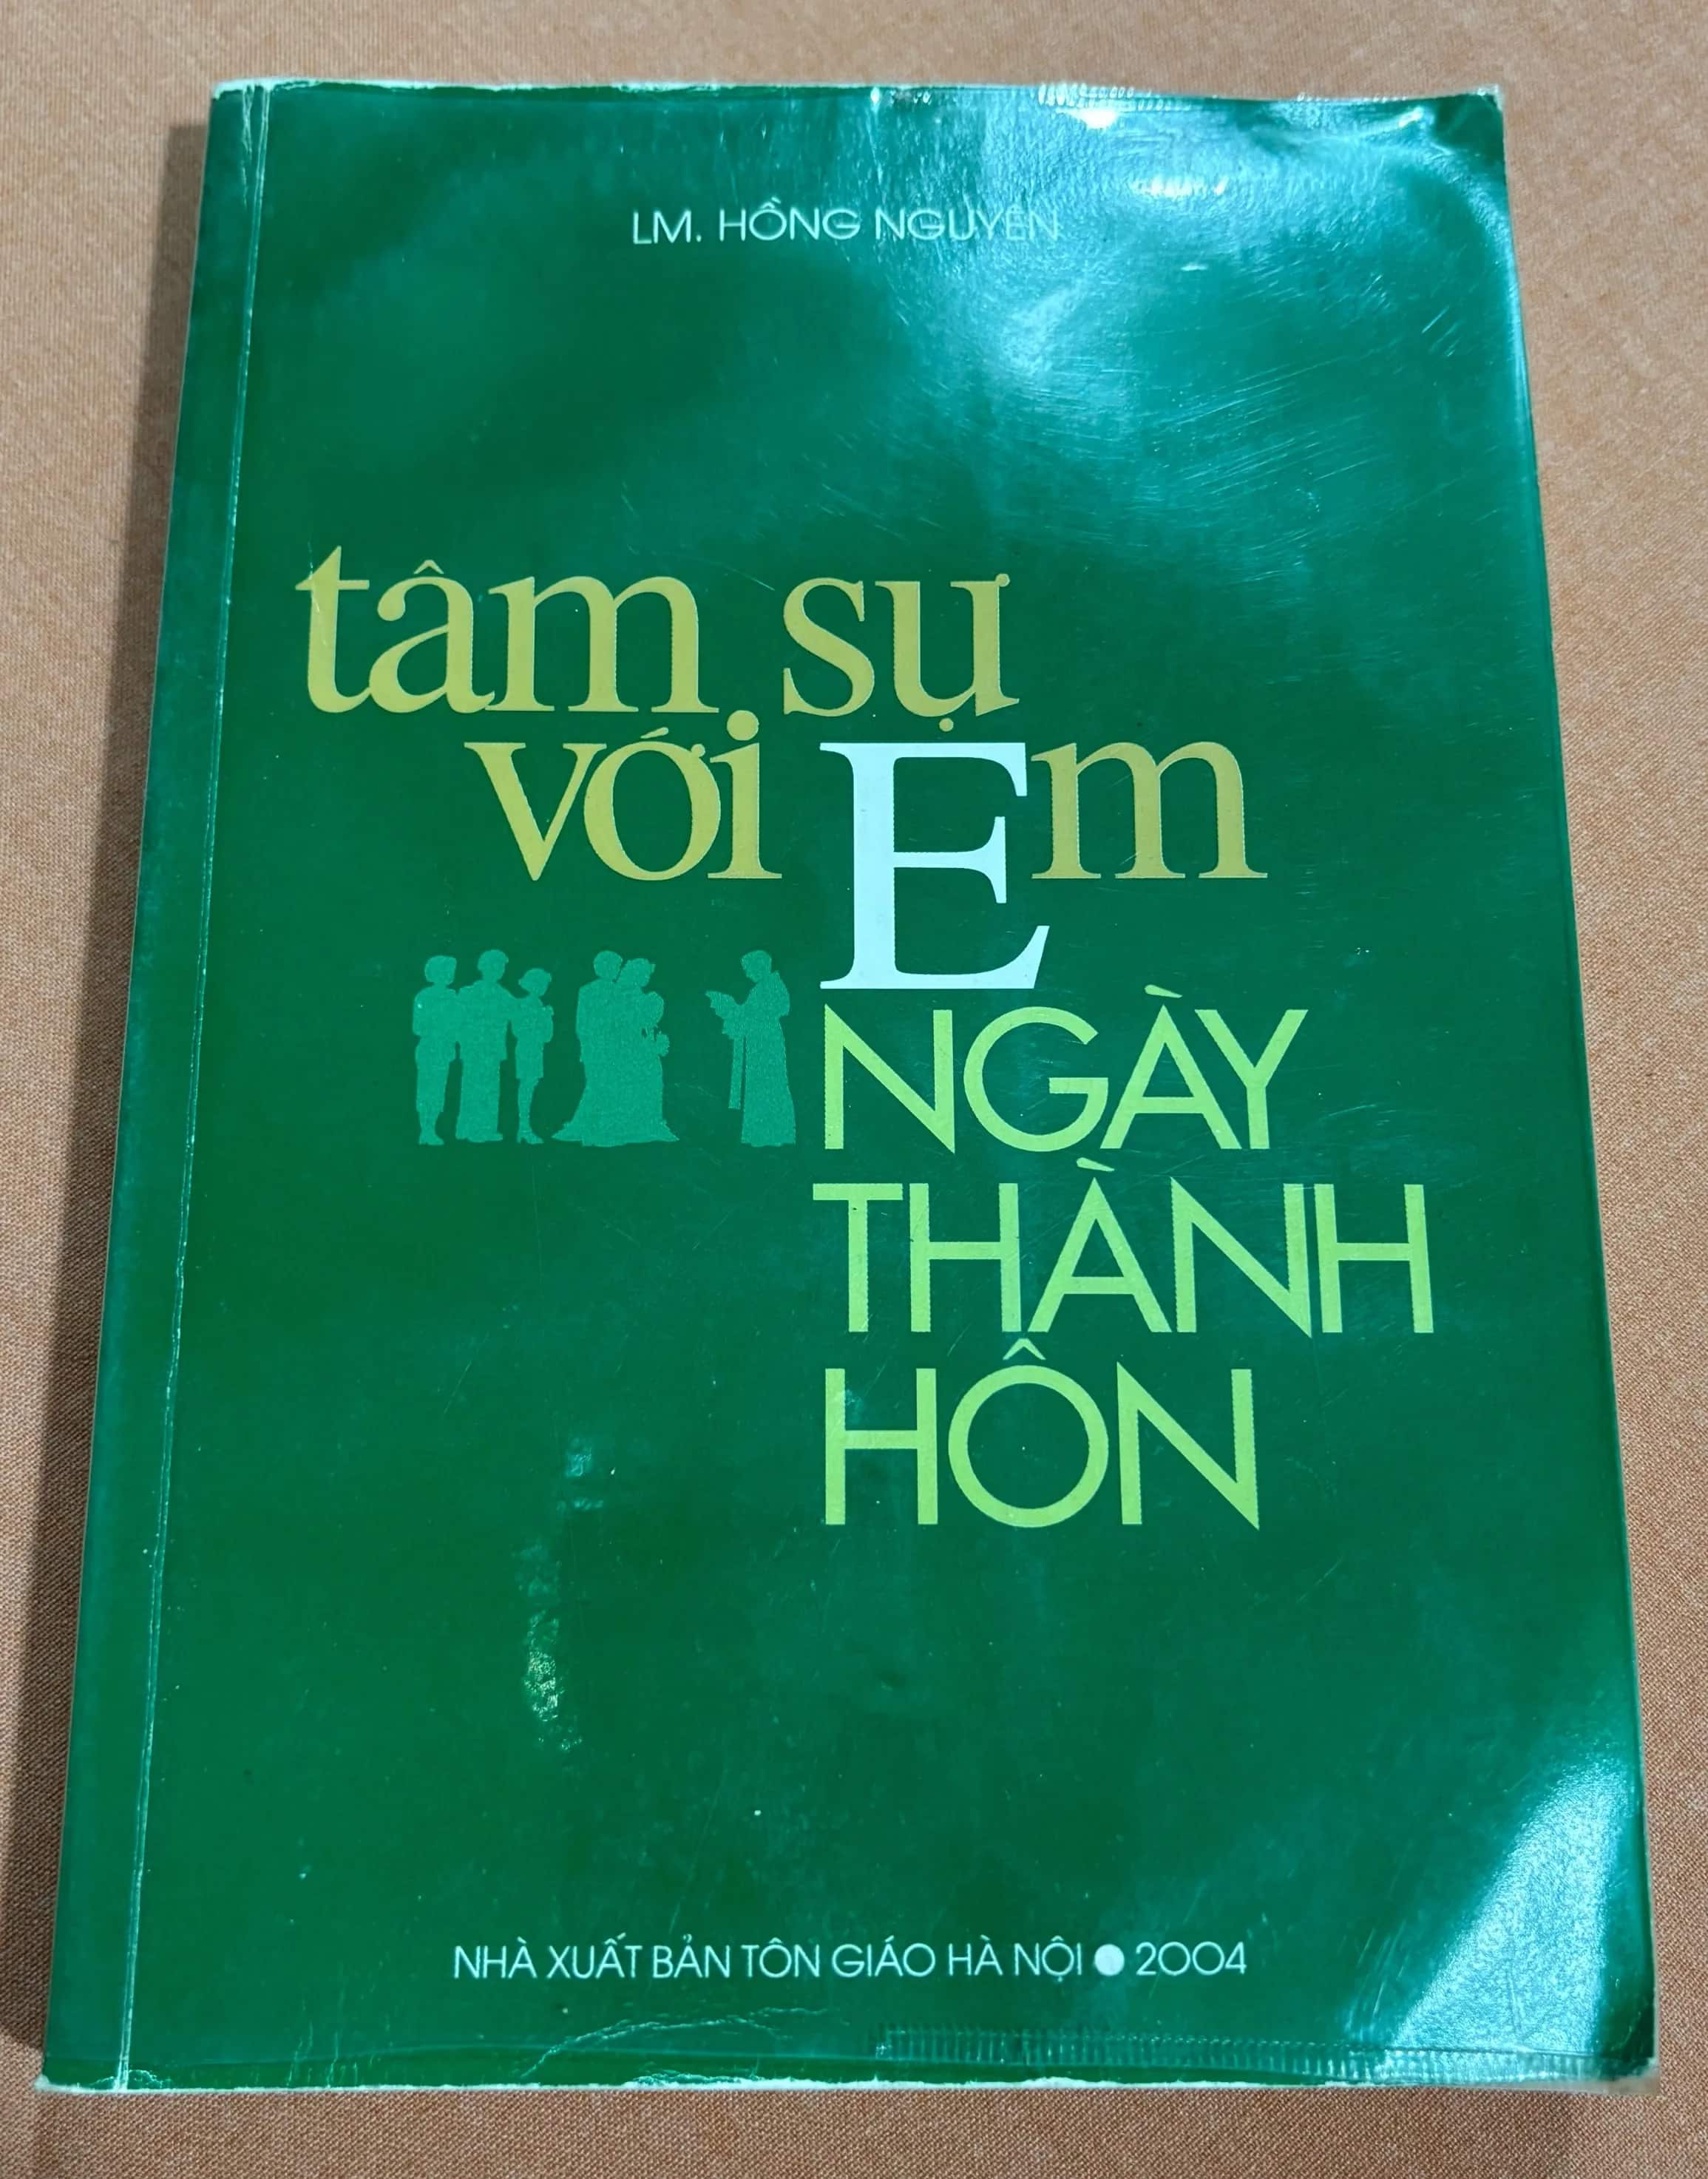 LM. HỒNG NGUYÊN
tâm sự
với Em
NGÀY
THÀNH
HÔN
NHÀ XUẤT BẢN TÔN GIÁO HÀ NỘI ● 2004